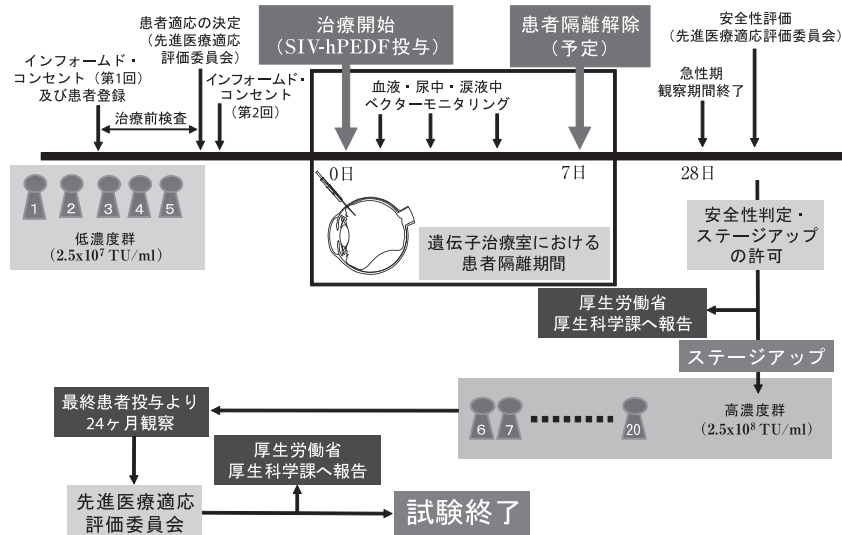 患者適応の決定
(先進医療適応
評価委員会)
インフォームド・
コンセント(第1回)
及び患者登録
治療前検査
インフォームド・
コンセント
(第2回)
治療開始
(SIV-hPEDF投与)
患者隔離解除
(予定)
血液・尿中・涙液中
ベクターモニタリング
安全性評価
(先進医療適応評価委員会)
急性期
観察期間終了
0日
7日
28日
1 2 3 4 5
低濃度群
(2.5x10⁷ TU/ml)
遺伝子治療室における
患者隔離期間
安全性判定・
ステージアップ
の許可
厚生労働省
厚生科学課へ報告
ステージアップ
6 7 20
高濃度群
(2.5x10⁸ TU/ml)
最終患者投与より
24ヶ月観察
厚生労働省
厚生科学課へ報告
先進医療適応
評価委員会
試験終了